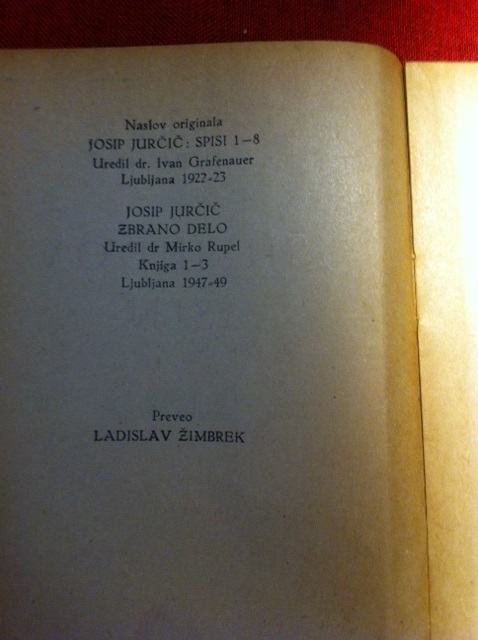 Naslov originala
JOSIP JURČIČ: SPISI 1—8
Uredil dr. Ivan Grafenauer
Ljubljana 1922-23
JOSIP JURČIČ
ZBRANO DELO
Uredil dr Mirko Rupel
Knjiga 1—3
Ljubljana 1947-49
Preveo
LADISLAV ŽIMBREK